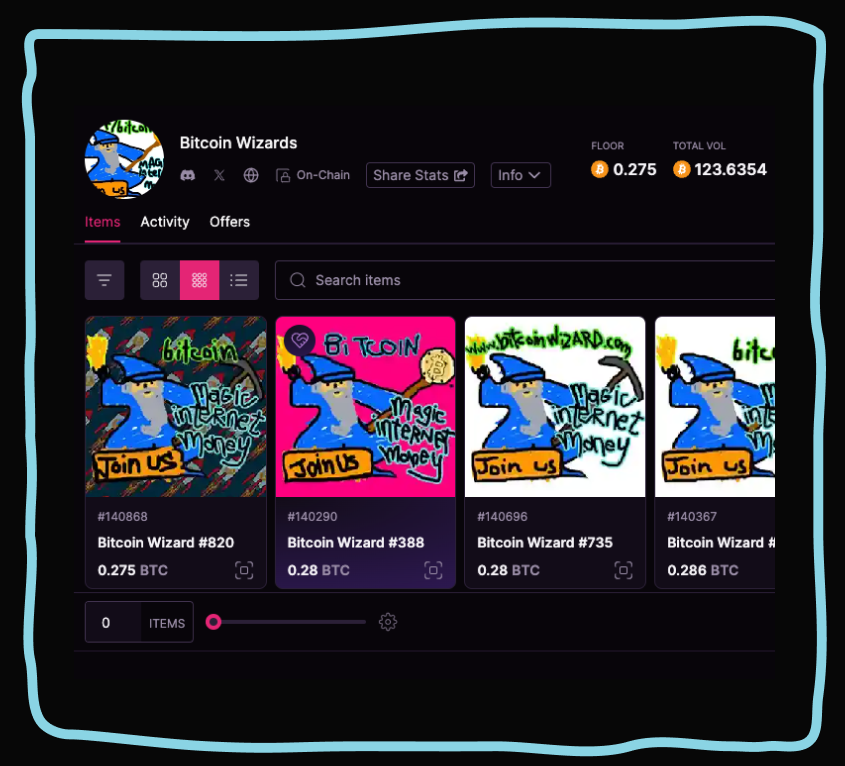 r/bitcoin
MAGIC
US
Bitcoin Wizards
On-Chain
Share Stats
Info
FLOOR
TOTAL VOL
0.275
123.6354
Items
Activity
Offers
Search items
bitcoin
Magic
internet
Money
Join US
BiTCOIN
Magic
INTERNET
Money
JoinUS
www.bitcoinwizARD.com
Magic
internet
money
Join us
bitc
Join us
#140868
#140290
#140696
#140367
Bitcoin Wizard #820
Bitcoin Wizard #388
Bitcoin Wizard #735
Bitcoin Wizard #
0.275 BTC
0.28 BTC
0.28 BTC
0.286 BTC
0
ITEMS